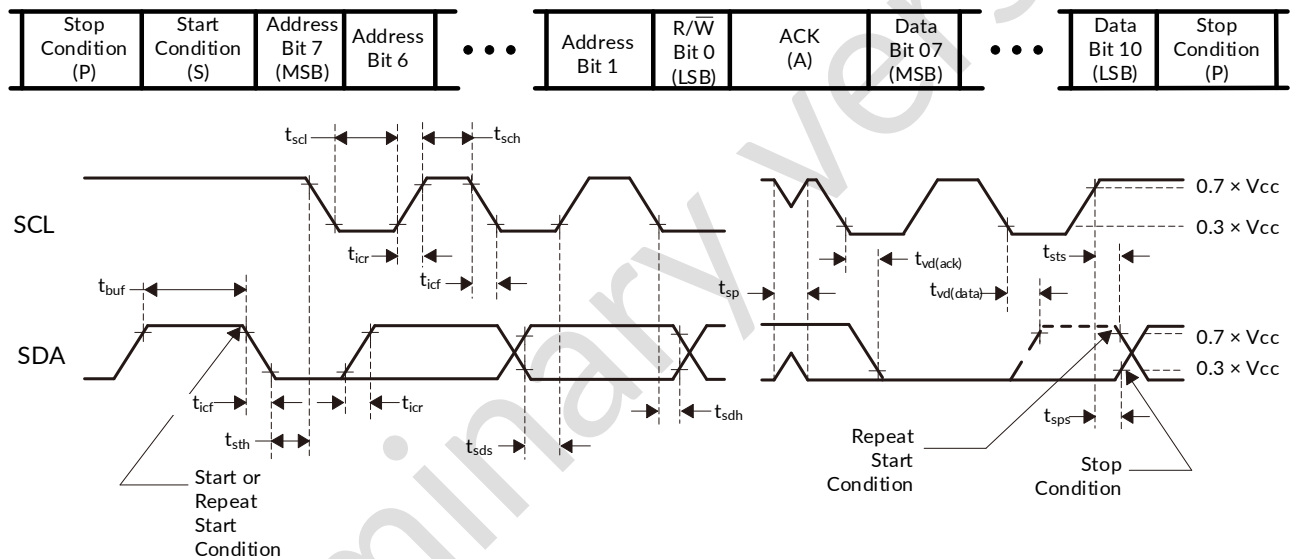 Stop Condition (P)
Start Condition (S)
Address Bit 7 (MSB)
Address Bit 6
• • •
Address Bit 1
R/W̅ Bit 0 (LSB)
ACK (A)
Data Bit 07 (MSB)
• • •
Data Bit 10 (LSB)
Stop Condition (P)
tscl
tsch
SCL
0.7 × Vcc
0.3 × Vcc
ticr
ticf
tvd(ack)
tsts
tbuf
tsp
tvd(data)
SDA
0.7 × Vcc
0.3 × Vcc
ticf
ticr
tsdh
tsps
tsth
tsds
Start or
Repeat
Start
Condition
Repeat
Start
Condition
Stop
Condition